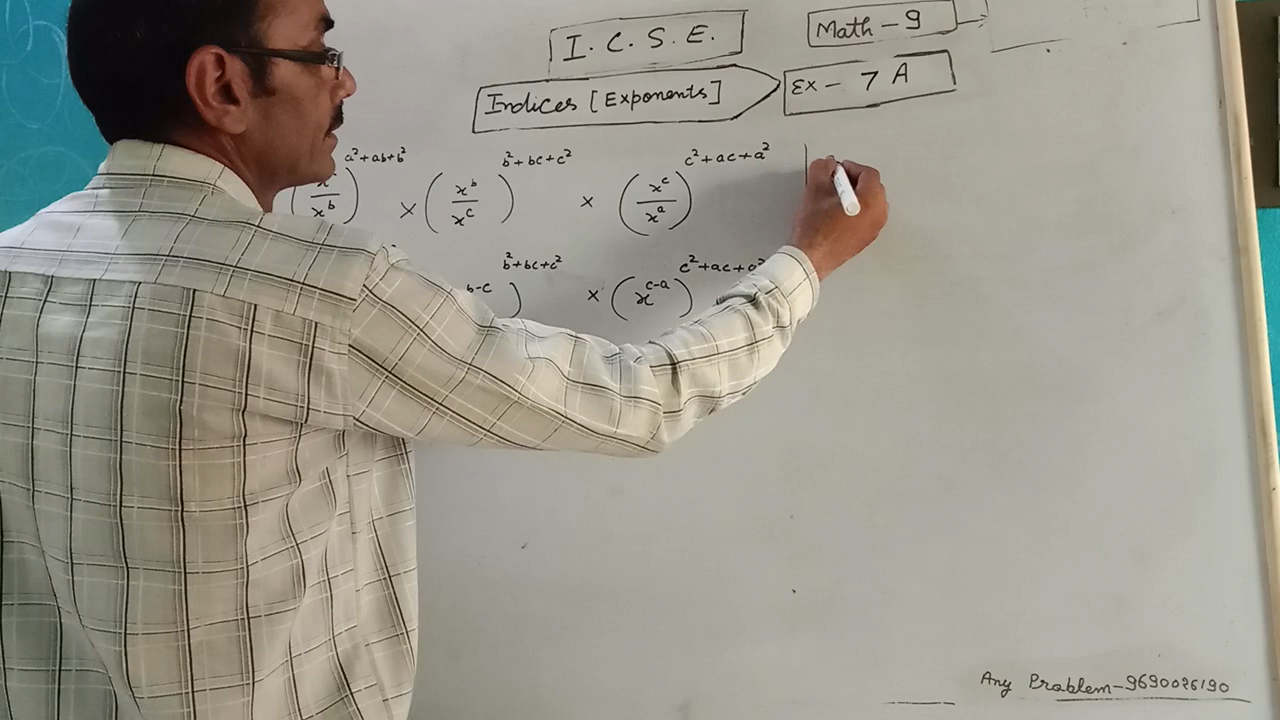 I. C. S. E.
Math - 9
Indices [Exponents]
Ex - 7 A
(x/x^b)^a²+ab+b² × (x^b/x^c)^b²+bc+c² × (x^c/x^a)^c²+ac+a²
b-c)^b²+bc+c² × (x^c-a)^c²+ac+a²
Any Problem-9690026190